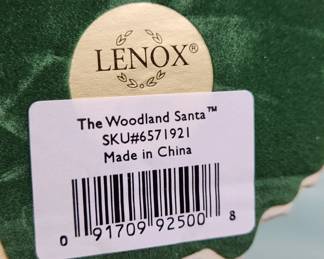 LENOX®
The Woodland Santa™
SKU#6571921
Made in China
0 91709 92500 8